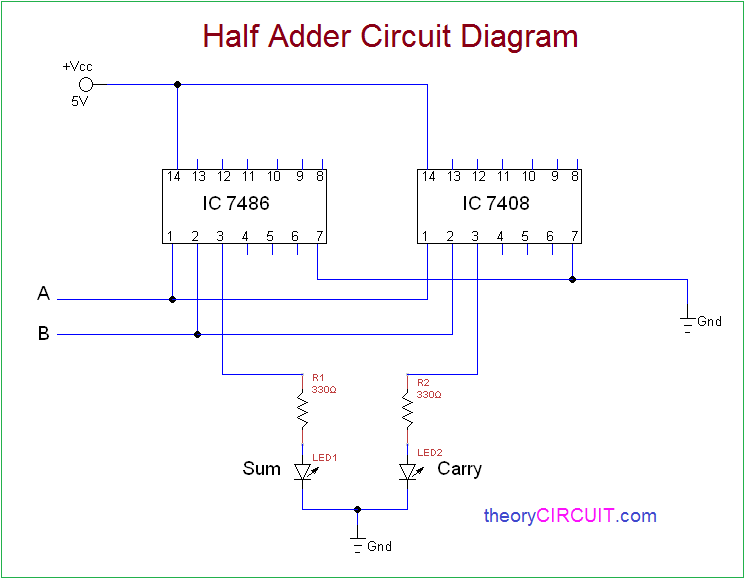 Half Adder Circuit Diagram
+Vcc
5V
14 13 12 11 10 9 8
IC 7486
1 2 3 4 5 6 7
14 13 12 11 10 9 8
IC 7408
1 2 3 4 5 6 7
A
B
Gnd
R1
330Ω
R2
330Ω
LED1
Sum
LED2
Carry
Gnd
theoryCIRCUIT.com